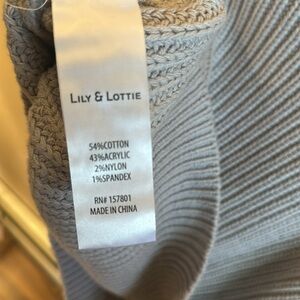 LILY & LOTTIE
54%COTTON
43%ACRYLIC
2%NYLON
1%SPANDEX
RN# 157801
MADE IN CHINA